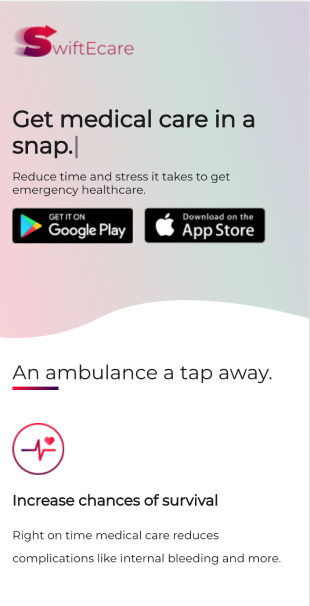 SwiftEcare
Get medical care in a
snap.
Reduce time and stress it takes to get
emergency healthcare.
GET IT ON
Google Play
Download on the
App Store
An ambulance a tap away.
Increase chances of survival
Right on time medical care reduces
complications like internal bleeding and more.